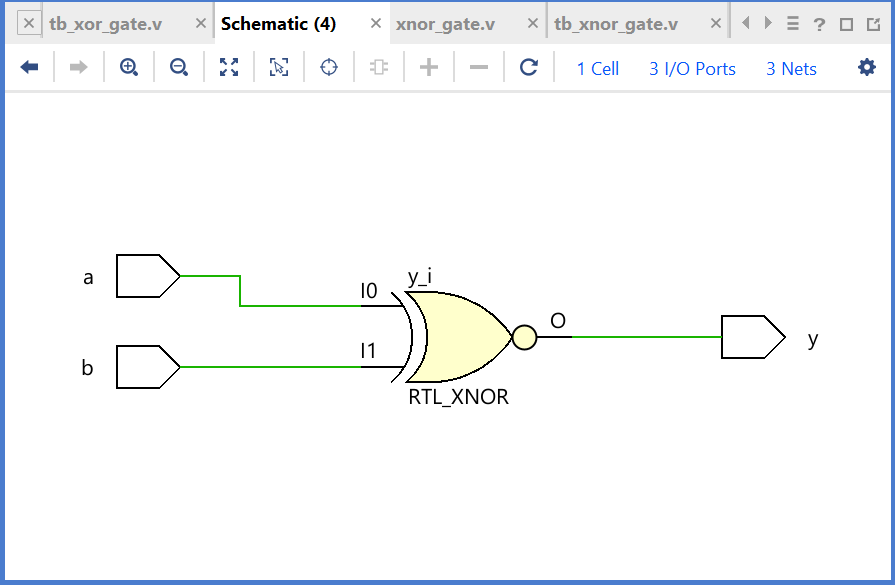 tb_xor_gate.v Schematic (4) xnor_gate.v tb_xnor_gate.v
1 Cell 3 I/O Ports 3 Nets
a
I0
y_i
b
I1
O
y
RTL_XNOR